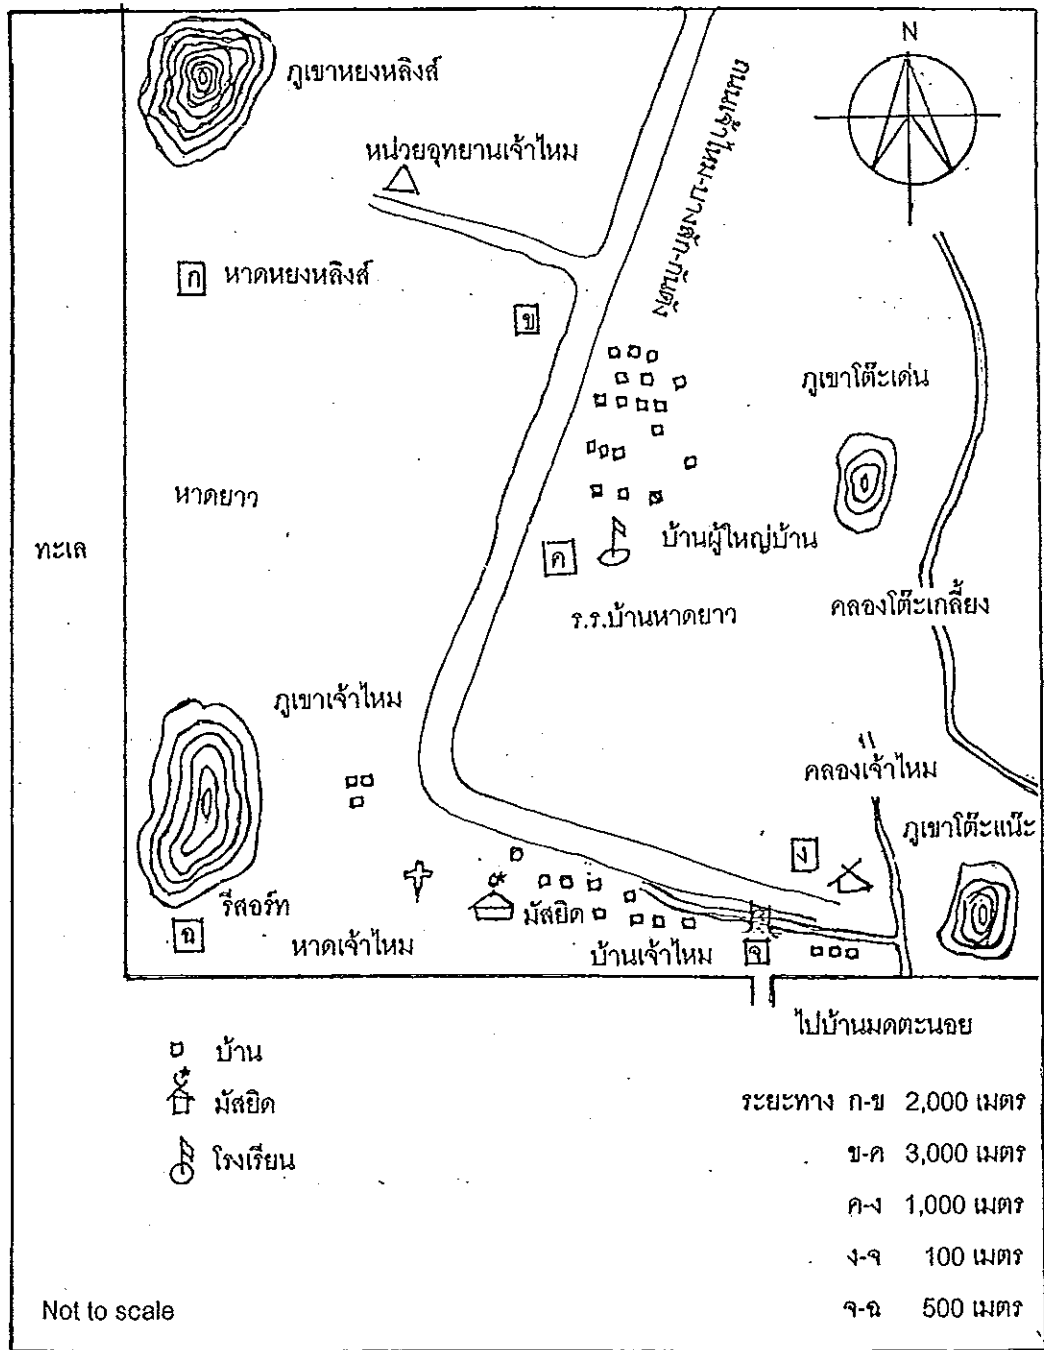 N
ภูเขาหยงหลิงส์
หน่วยอุทยานเจ้าไหม
ถนนเจ้าไหม-บางสัก-กันตัง
ก หาดหยงหลิงส์
ข
ภูเขาโต๊ะเด่น
หาดยาว
ทะเล
บ้านผู้ใหญ่บ้าน
ค
ร.ร.บ้านหาดยาว
คลองโต๊ะเกลี้ยง
ภูเขาเจ้าไหม
คลองเจ้าไหม
ภูเขาโต๊ะแน๊ะ
ง
รีสอร์ท
มัสยิด
ฉ
หาดเจ้าไหม
บ้านเจ้าไหม
จ
ไปบ้านมดตะนอย
บ้าน
มัสยิด
โรงเรียน
ระยะทาง ก-ข 2,000 เมตร
ข-ค 3,000 เมตร
ค-ง 1,000 เมตร
ง-จ 100 เมตร
จ-ฉ 500 เมตร
Not to scale